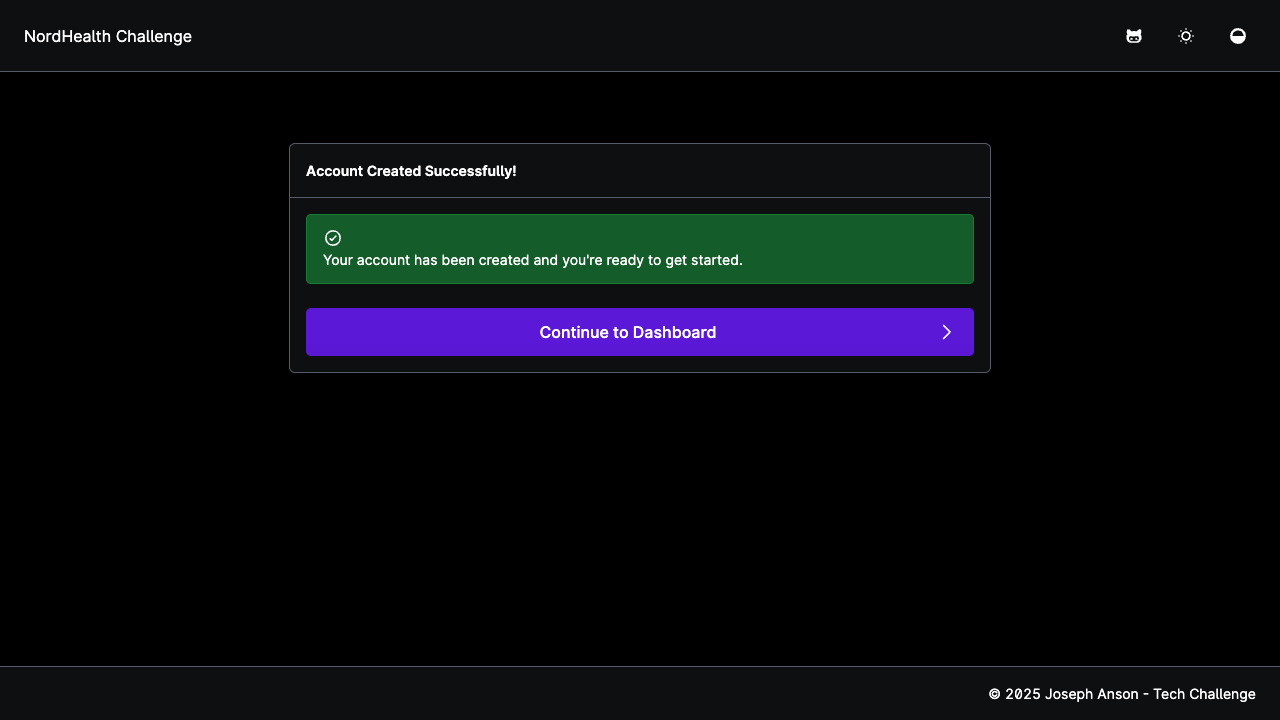 NordHealth Challenge
Account Created Successfully!
Your account has been created and you're ready to get started.
Continue to Dashboard
© 2025 Joseph Anson - Tech Challenge